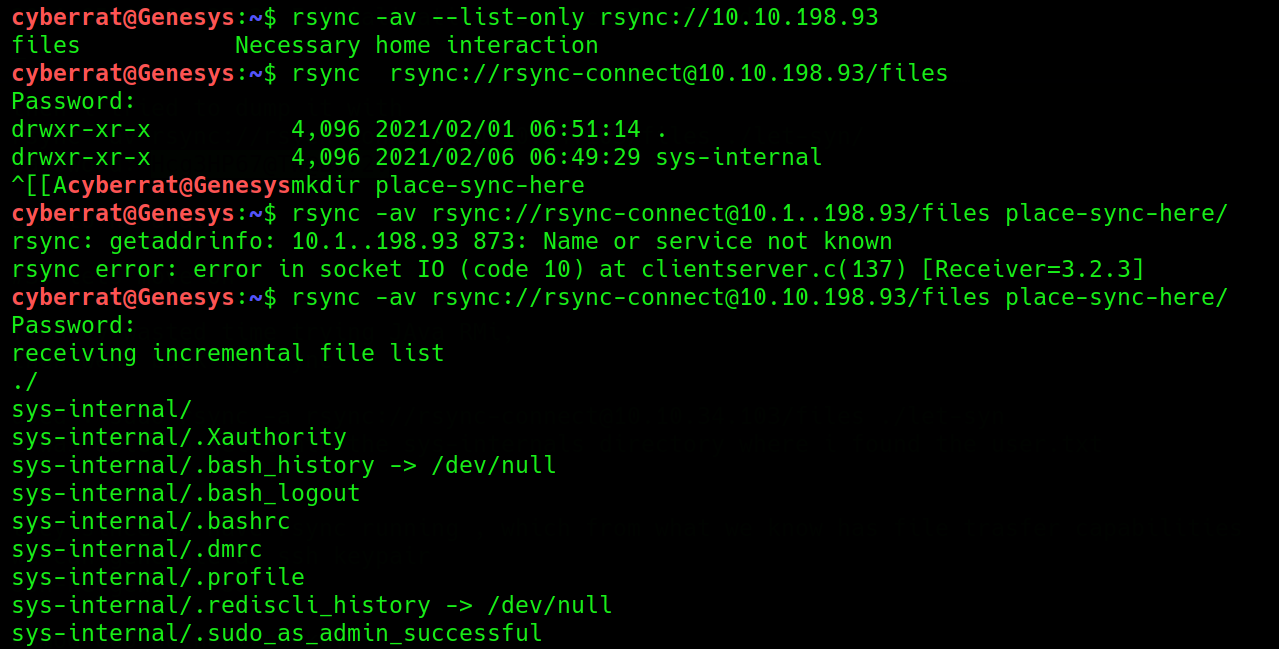 cyberrat@Genesys:~$ rsync -av --list-only rsync://10.10.198.93
files           Necessary home interaction
cyberrat@Genesys:~$ rsync  rsync://rsync-connect@10.10.198.93/files
Password:
drwxr-xr-x          4,096 2021/02/01 06:51:14 .
drwxr-xr-x          4,096 2021/02/06 06:49:29 sys-internal
^[[Acyberrat@Genesysmkdir place-sync-here
cyberrat@Genesys:~$ rsync -av rsync://rsync-connect@10.1..198.93/files place-sync-here/
rsync: getaddrinfo: 10.1..198.93 873: Name or service not known
rsync error: error in socket IO (code 10) at clientserver.c(137) [Receiver=3.2.3]
cyberrat@Genesys:~$ rsync -av rsync://rsync-connect@10.10.198.93/files place-sync-here/
Password:
receiving incremental file list
./
sys-internal/
sys-internal/.Xauthority
sys-internal/.bash_history -> /dev/null
sys-internal/.bash_logout
sys-internal/.bashrc
sys-internal/.dmrc
sys-internal/.profile
sys-internal/.rediscli_history -> /dev/null
sys-internal/.sudo_as_admin_successful